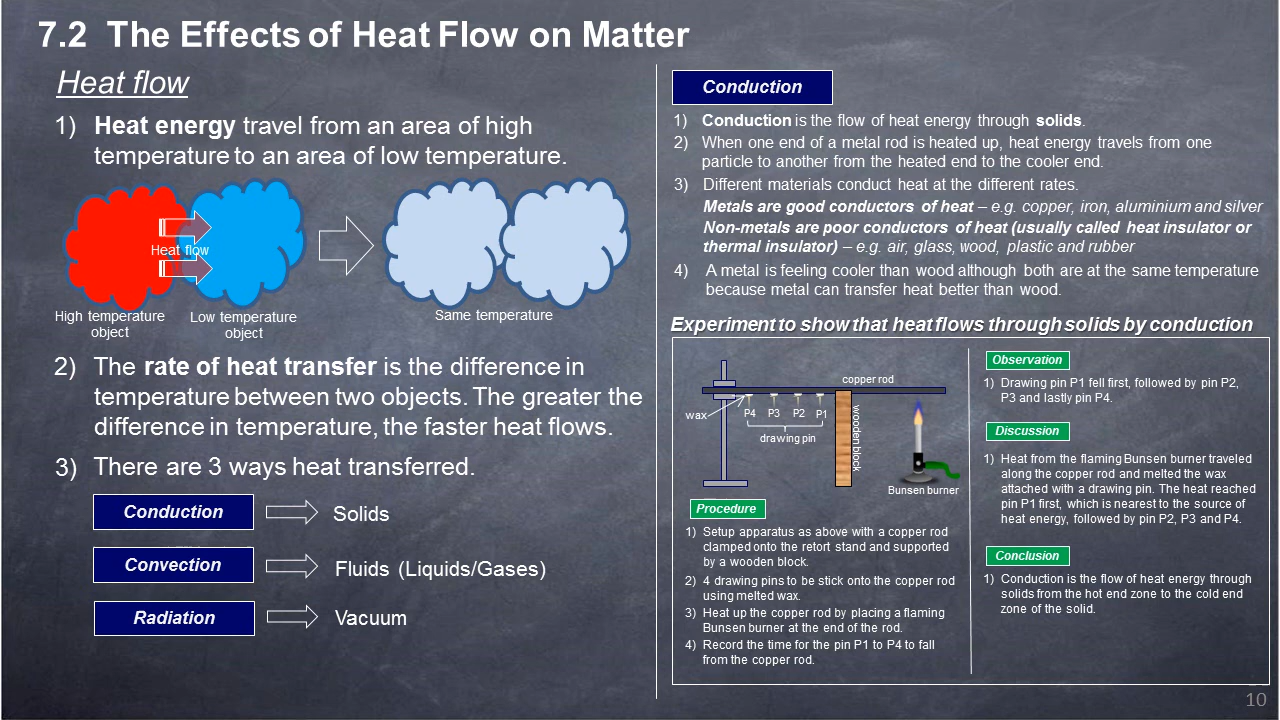 7.2 The Effects of Heat Flow on Matter
Heat flow
1) Heat energy travel from an area of high
temperature to an area of low temperature.
Heat flow
High temperature
object
Low temperature
object
Same temperature
2) The rate of heat transfer is the difference in
temperature between two objects. The greater the
difference in temperature, the faster heat flows.
3) There are 3 ways heat transferred.
Conduction
Solids
Convection
Fluids (Liquids/Gases)
Radiation
Vacuum
Conduction
1) Conduction is the flow of heat energy through solids.
2) When one end of a metal rod is heated up, heat energy travels from one
particle to another from the heated end to the cooler end.
3) Different materials conduct heat at the different rates.
Metals are good conductors of heat – e.g. copper, iron, aluminium and silver
Non-metals are poor conductors of heat (usually called heat insulator or
thermal insulator) – e.g. air, glass, wood, plastic and rubber
4) A metal is feeling cooler than wood although both are at the same temperature
because metal can transfer heat better than wood.
Experiment to show that heat flows through solids by conduction
copper rod
wax
P4 P3 P2 P1
drawing pin
wooden block
Bunsen burner
Procedure
1) Setup apparatus as above with a copper rod
clamped onto the retort stand and supported
by a wooden block.
2) 4 drawing pins to be stick onto the copper rod
using melted wax.
3) Heat up the copper rod by placing a flaming
Bunsen burner at the end of the rod.
4) Record the time for the pin P1 to P4 to fall
from the copper rod.
Observation
1) Drawing pin P1 fell first, followed by pin P2,
P3 and lastly pin P4.
Discussion
1) Heat from the flaming Bunsen burner traveled
along the copper rod and melted the wax
attached with a drawing pin. The heat reached
pin P1 first, which is nearest to the source of
heat energy, followed by pin P2, P3 and P4.
Conclusion
1) Conduction is the flow of heat energy through
solids from the hot end zone to the cold end
zone of the solid.
10